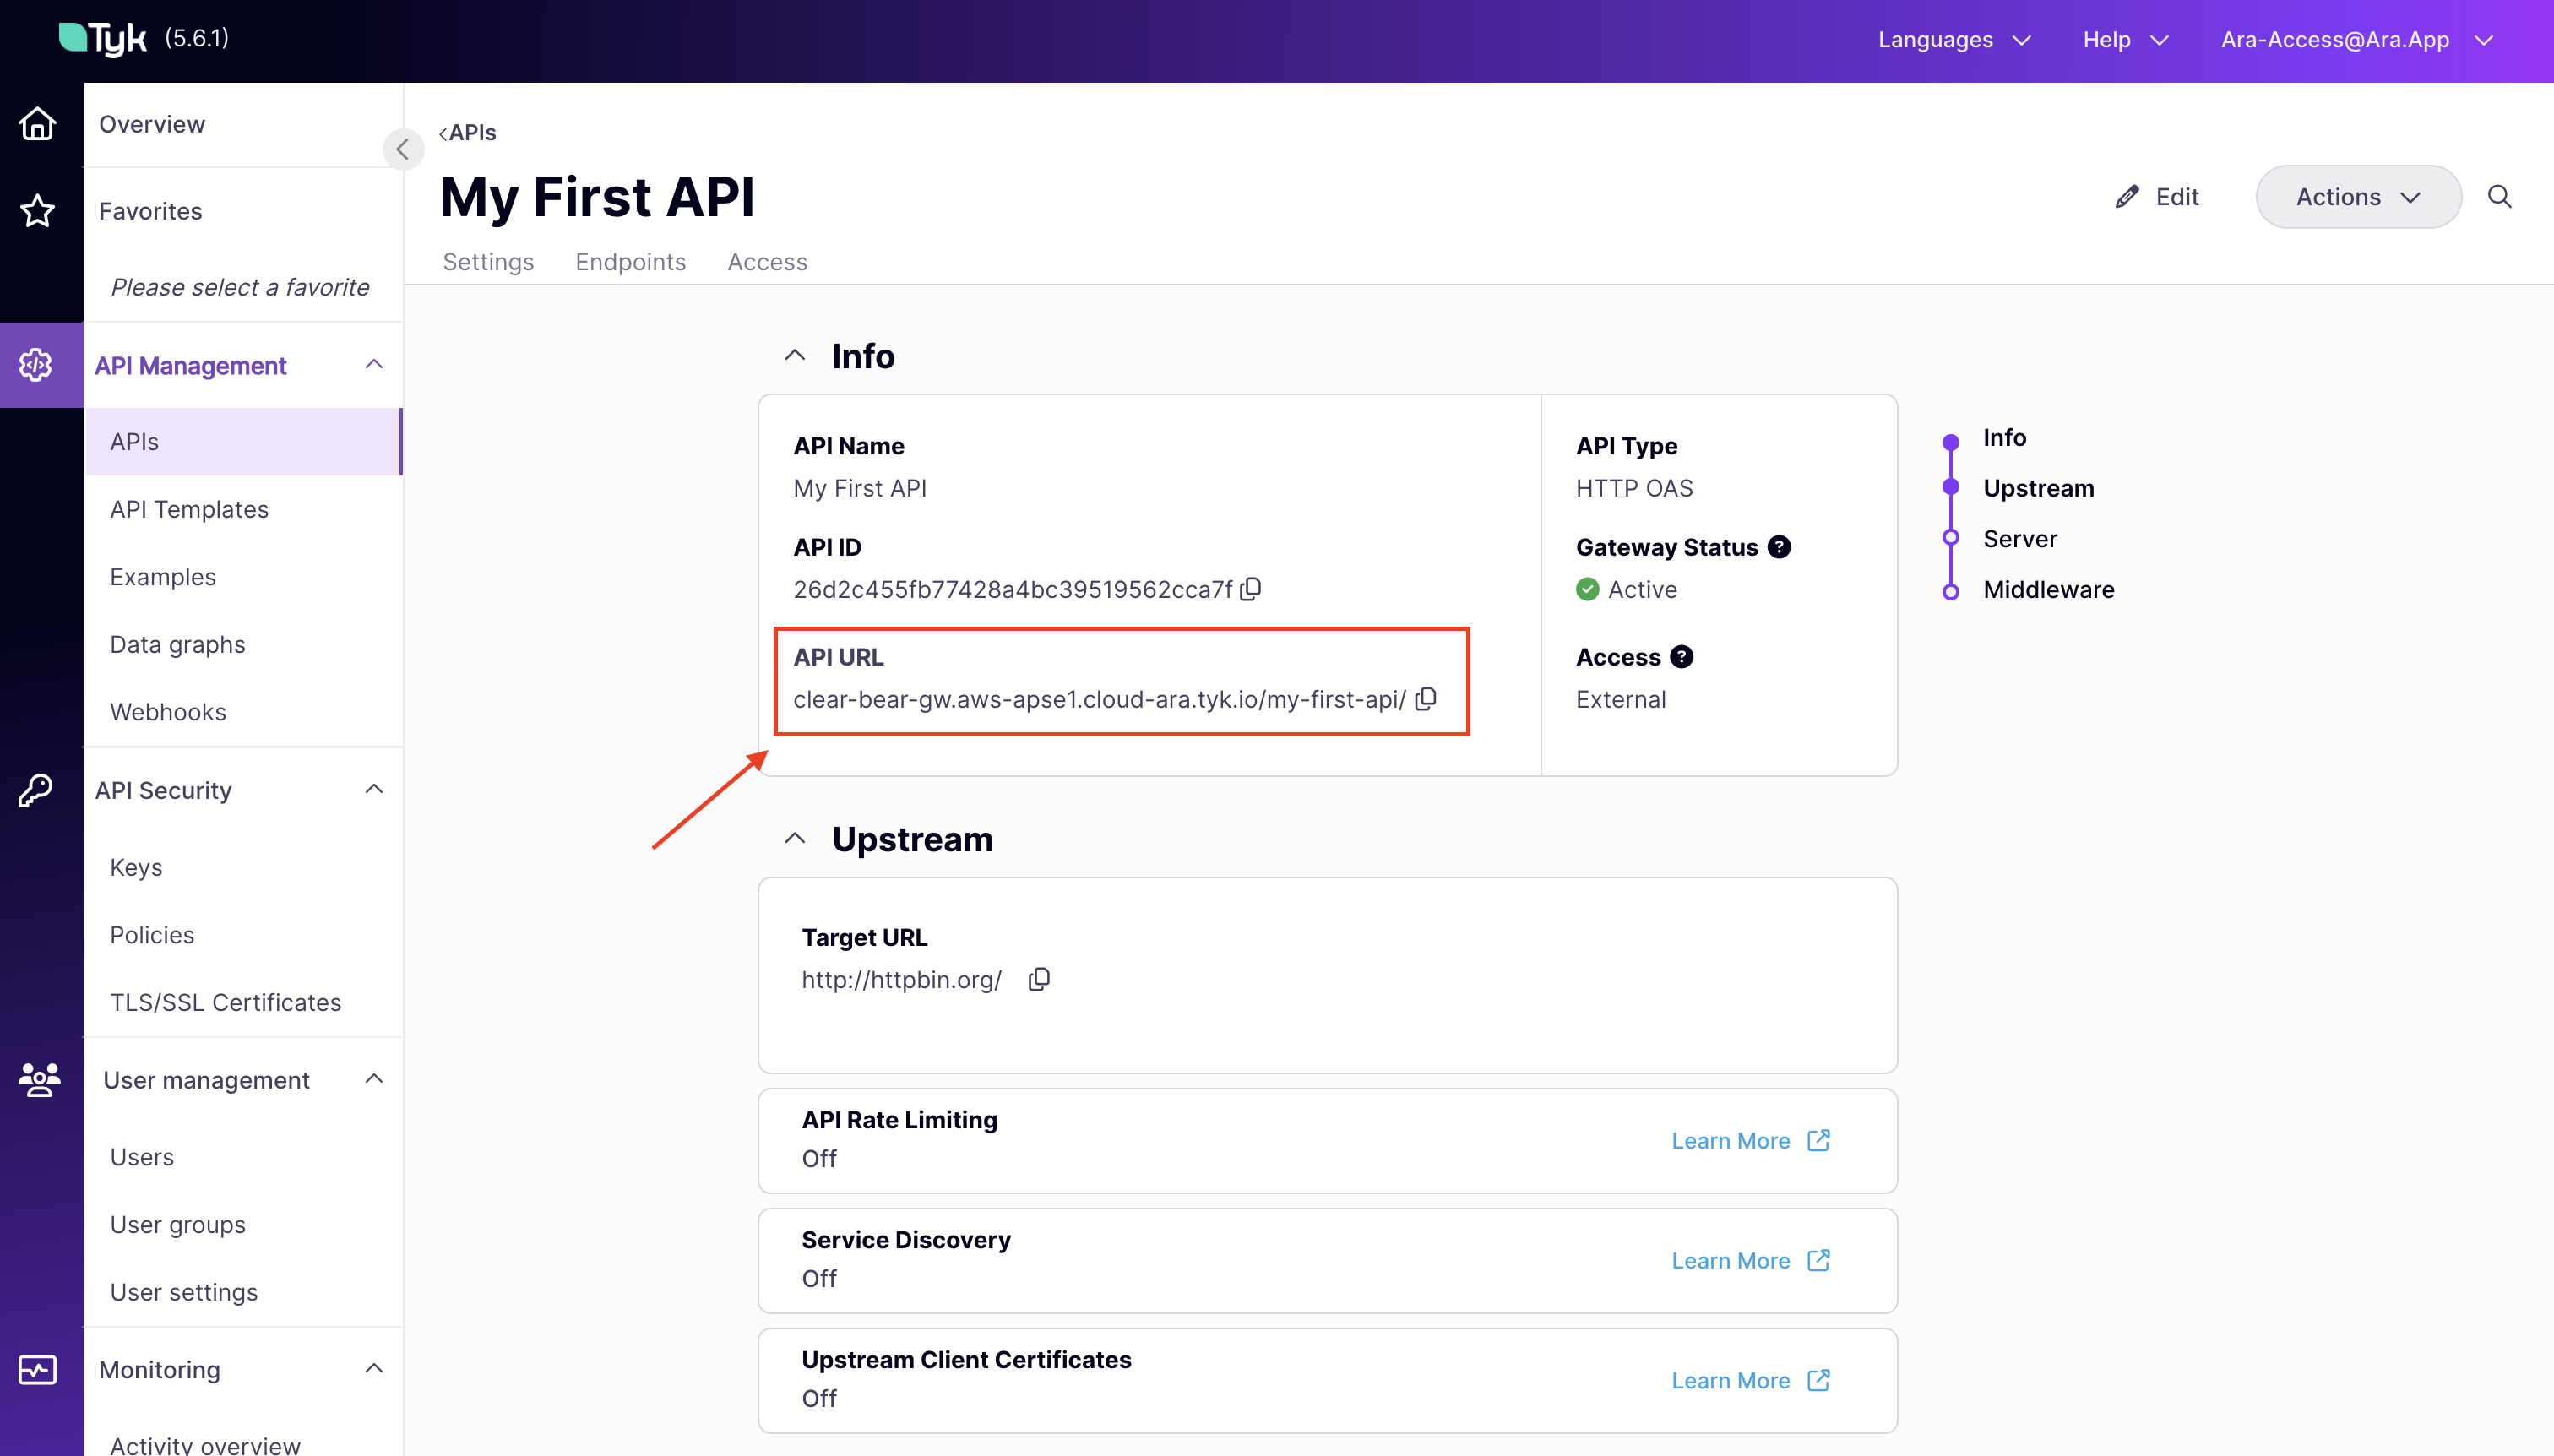 Tyk (5.6.1)
Languages
Help
Ara-Access@Ara.App
Overview
Favorites
Please select a favorite
API Management
APIs
API Templates
Examples
Data graphs
Webhooks
API Security
Keys
Policies
TLS/SSL Certificates
User management
Users
User groups
User settings
Monitoring
Activity overview
APIs
My First API
Edit
Actions
Settings
Endpoints
Access
Info
API Name
My First API
API ID
26d2c455fb77428a4bc39519562cca7f
API URL
clear-bear-gw.aws-apse1.cloud-ara.tyk.io/my-first-api/
API Type
HTTP OAS
Gateway Status ?
Active
Access ?
External
Info
Upstream
Server
Middleware
Upstream
Target URL
http://httpbin.org/
API Rate Limiting
Off
Learn More
Service Discovery
Off
Learn More
Upstream Client Certificates
Off
Learn More